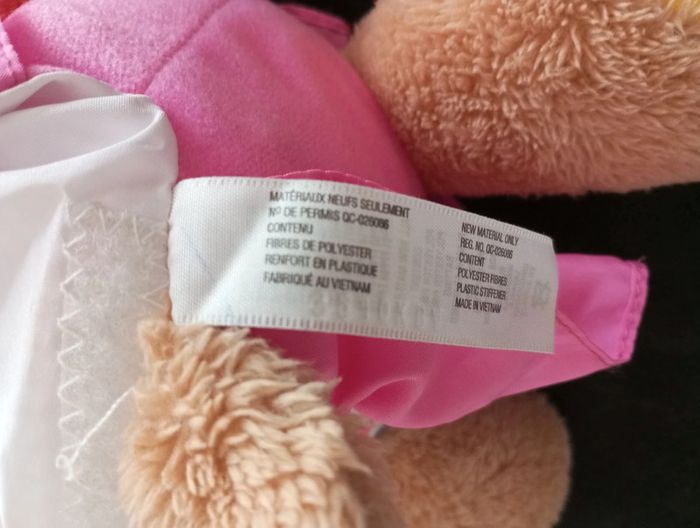 MATÉRIAUX NEUFS SEULEMENT
Nº DE PERMIS QC-026086
CONTENU
FIBRES DE POLYESTER
RENFORT EN PLASTIQUE
FABRIQUÉ AU VIETNAM
NEW MATERIAL ONLY
REG. NO. QC-026086
CONTENT
POLYESTER FIBRES
PLASTIC STIFFENER
MADE IN VIETNAM